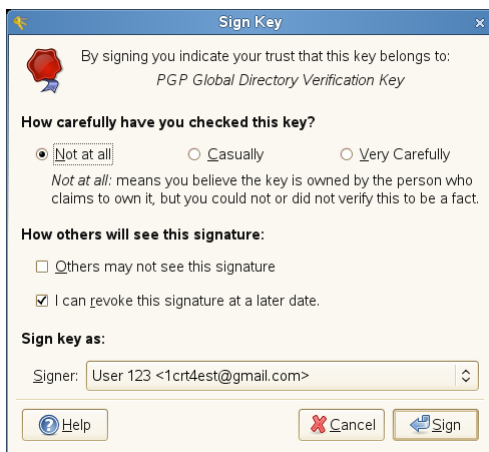 Sign Key
By signing you indicate your trust that this key belongs to:
PGP Global Directory Verification Key
How carefully have you checked this key?
Not at all Casually Very Carefully
Not at all: means you believe the key is owned by the person who
claims to own it, but you could not or did not verify this to be a fact.
How others will see this signature:
Others may not see this signature
I can revoke this signature at a later date.
Sign key as:
Signer: User 123 <1crt4est@gmail.com>
Help Cancel Sign